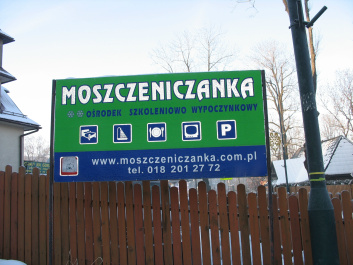 MOSZCZENICZANKA
OŚRODEK SZKOLENIOWO WYPOCZYNKOWY
P
www.moszczeniczanka.com.pl
tel. 018 201 27 72